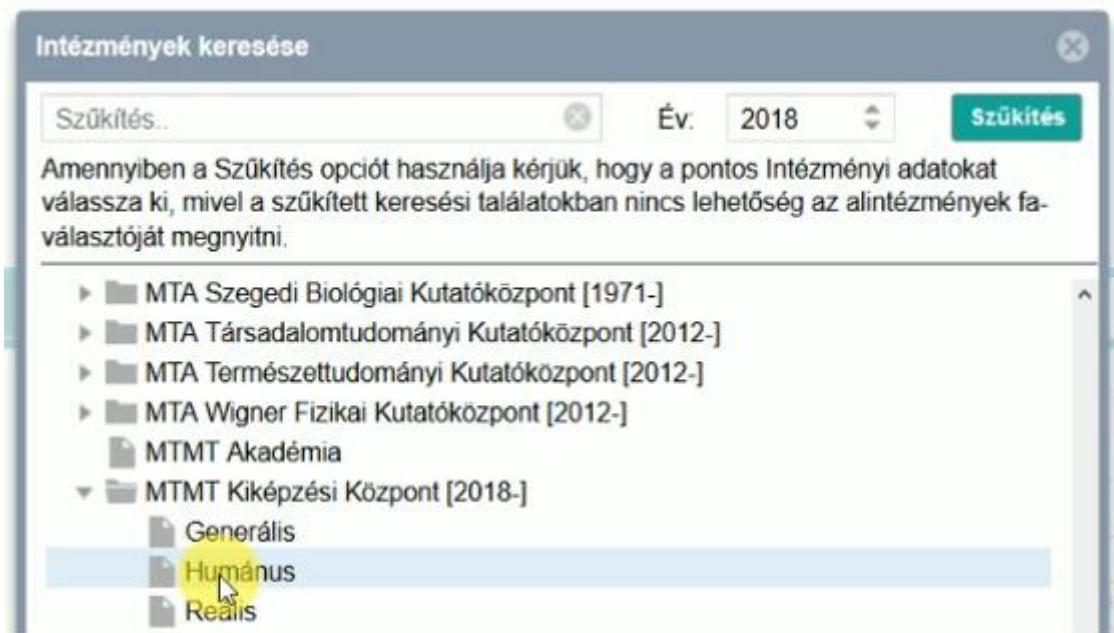 Intézmények keresése
Szűkítés.. Év: 2018 Szűkítés
Amennyiben a Szűkítés opciót használja kérjük, hogy a pontos Intézményi adatokat
válassza ki, mivel a szűkített keresési találatokban nincs lehetőség az alintézmények fa-
választóját megnyitni.
MTA Szegedi Biológiai Kutatóközpont [1971-]
MTA Társadalomtudományi Kutatóközpont [2012-]
MTA Természettudományi Kutatóközpont [2012-]
MTA Wigner Fizikai Kutatóközpont [2012-]
MTMT Akadémia
MTMT Kiképzési Központ [2018-]
Generális
Humánus
Reális